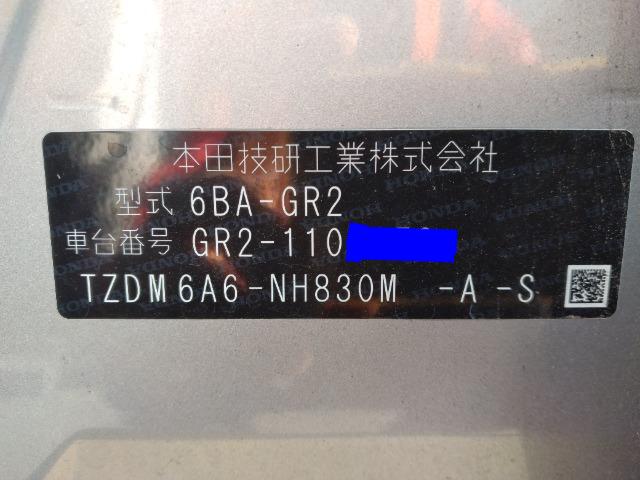 本田技研工業株式会社
型式 6BA-GR2
車台番号 GR2-110
TZDM6A6-NH830M -A -S